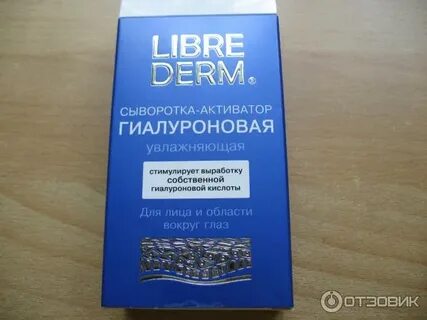 LIBRE
DERM®
СЫВОРОТКА-АКТИВАТОР
ГИАЛУРОНОВАЯ
увлажняющая
стимулирует выработку
собственной
гиалуроновой кислоты
Для лица и области
вокруг глаз
ОТЗОВИК